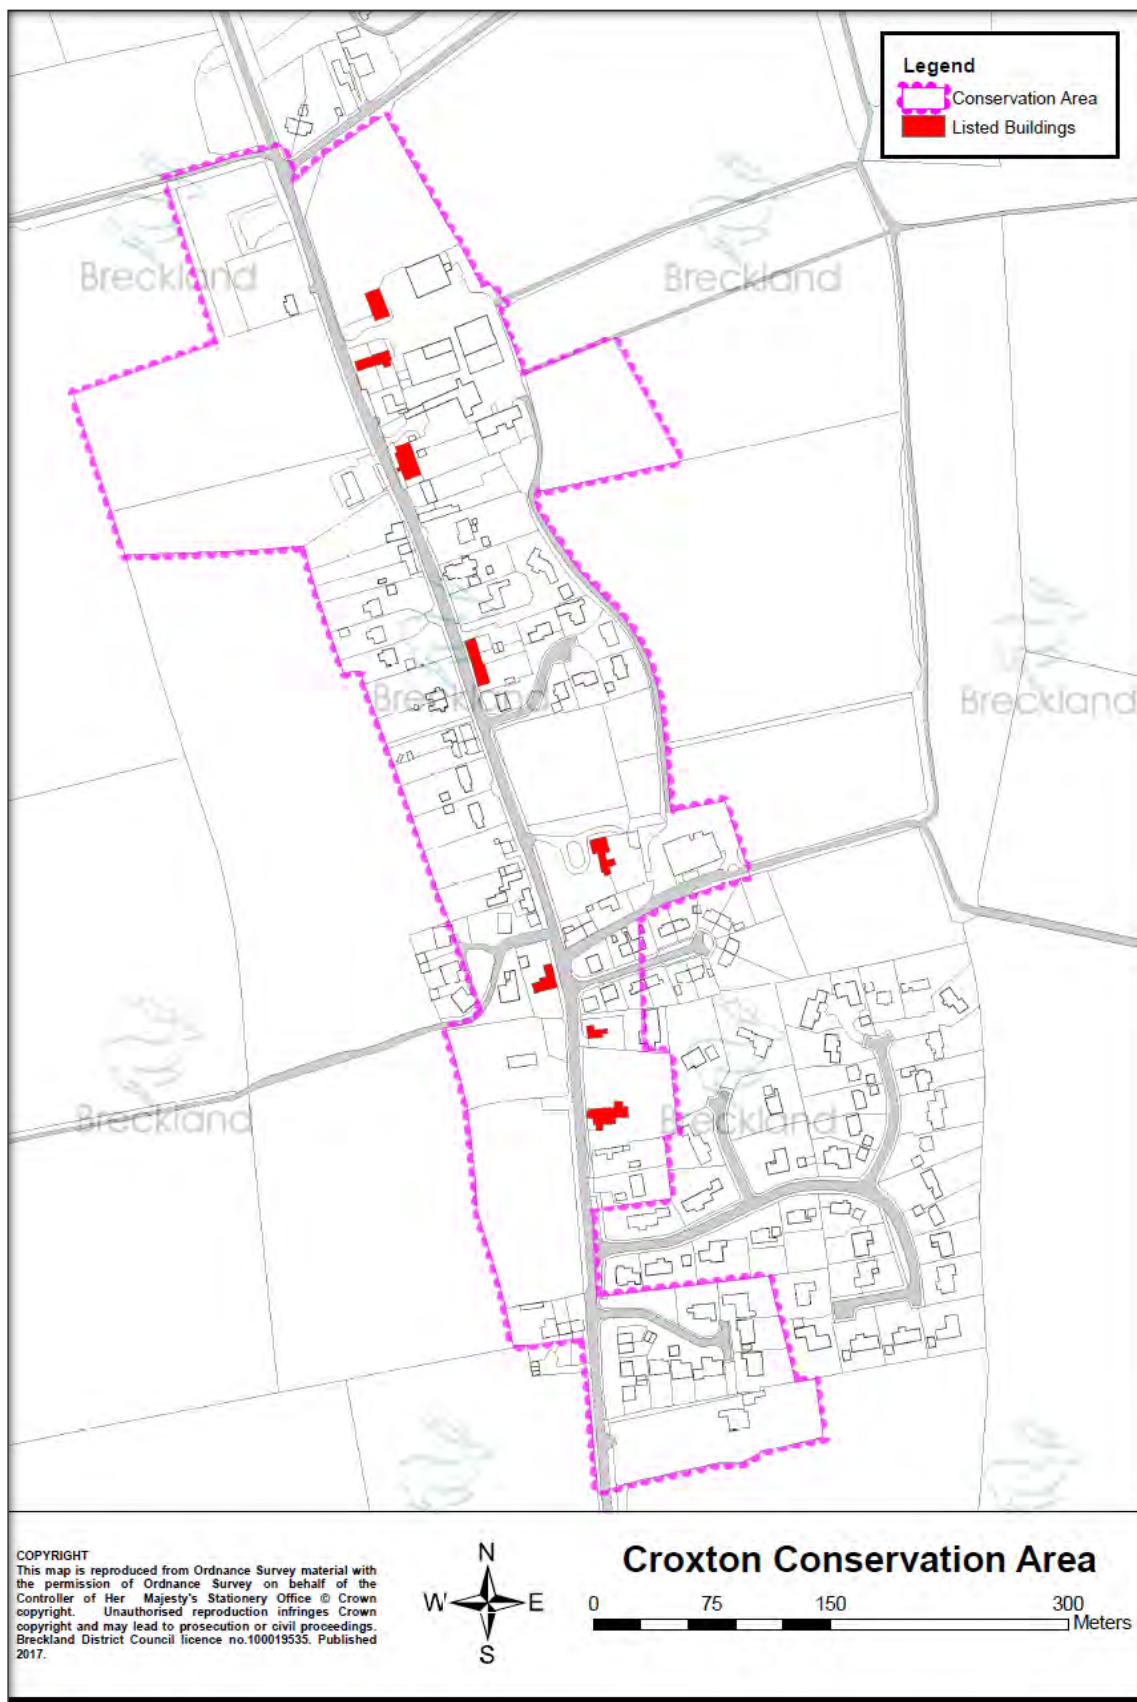 Legend
Conservation Area
Listed Buildings
Breckland
Breckland
Breckland
Breckland
Breckland
Breckland
COPYRIGHT
This map is reproduced from Ordnance Survey material with
the permission of Ordnance Survey on behalf of the
Controller of Her Majesty's Stationery Office © Crown
copyright. Unauthorised reproduction infringes Crown
copyright and may lead to prosecution or civil proceedings.
Breckland District Council licence no.100019535. Published
2017.
N
W E
S
Croxton Conservation Area
0 75 150 300
Meters